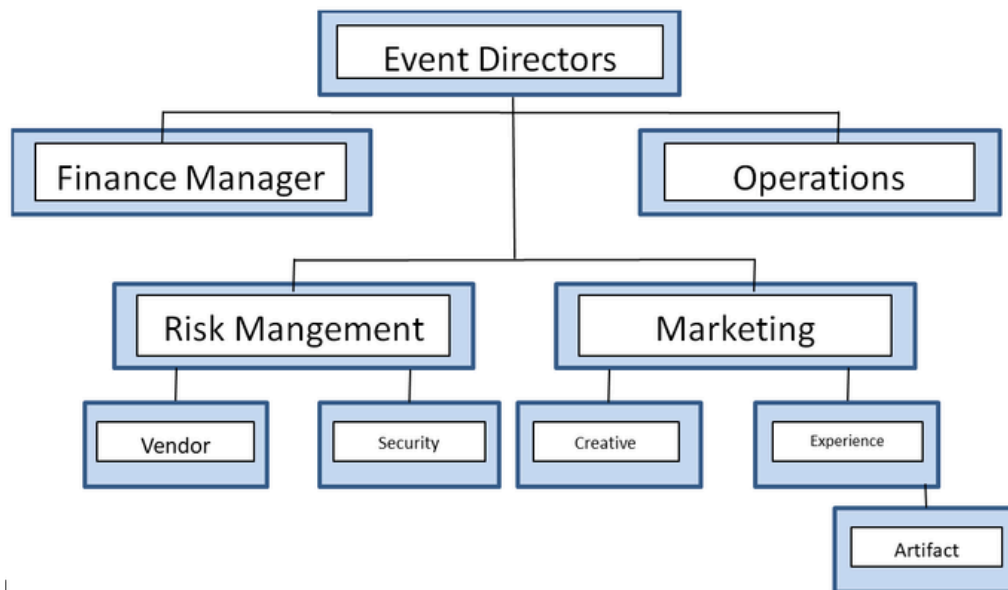 Event Directors
Finance Manager
Operations
Risk Mangement
Marketing
Vendor
Security
Creative
Experience
Artifact